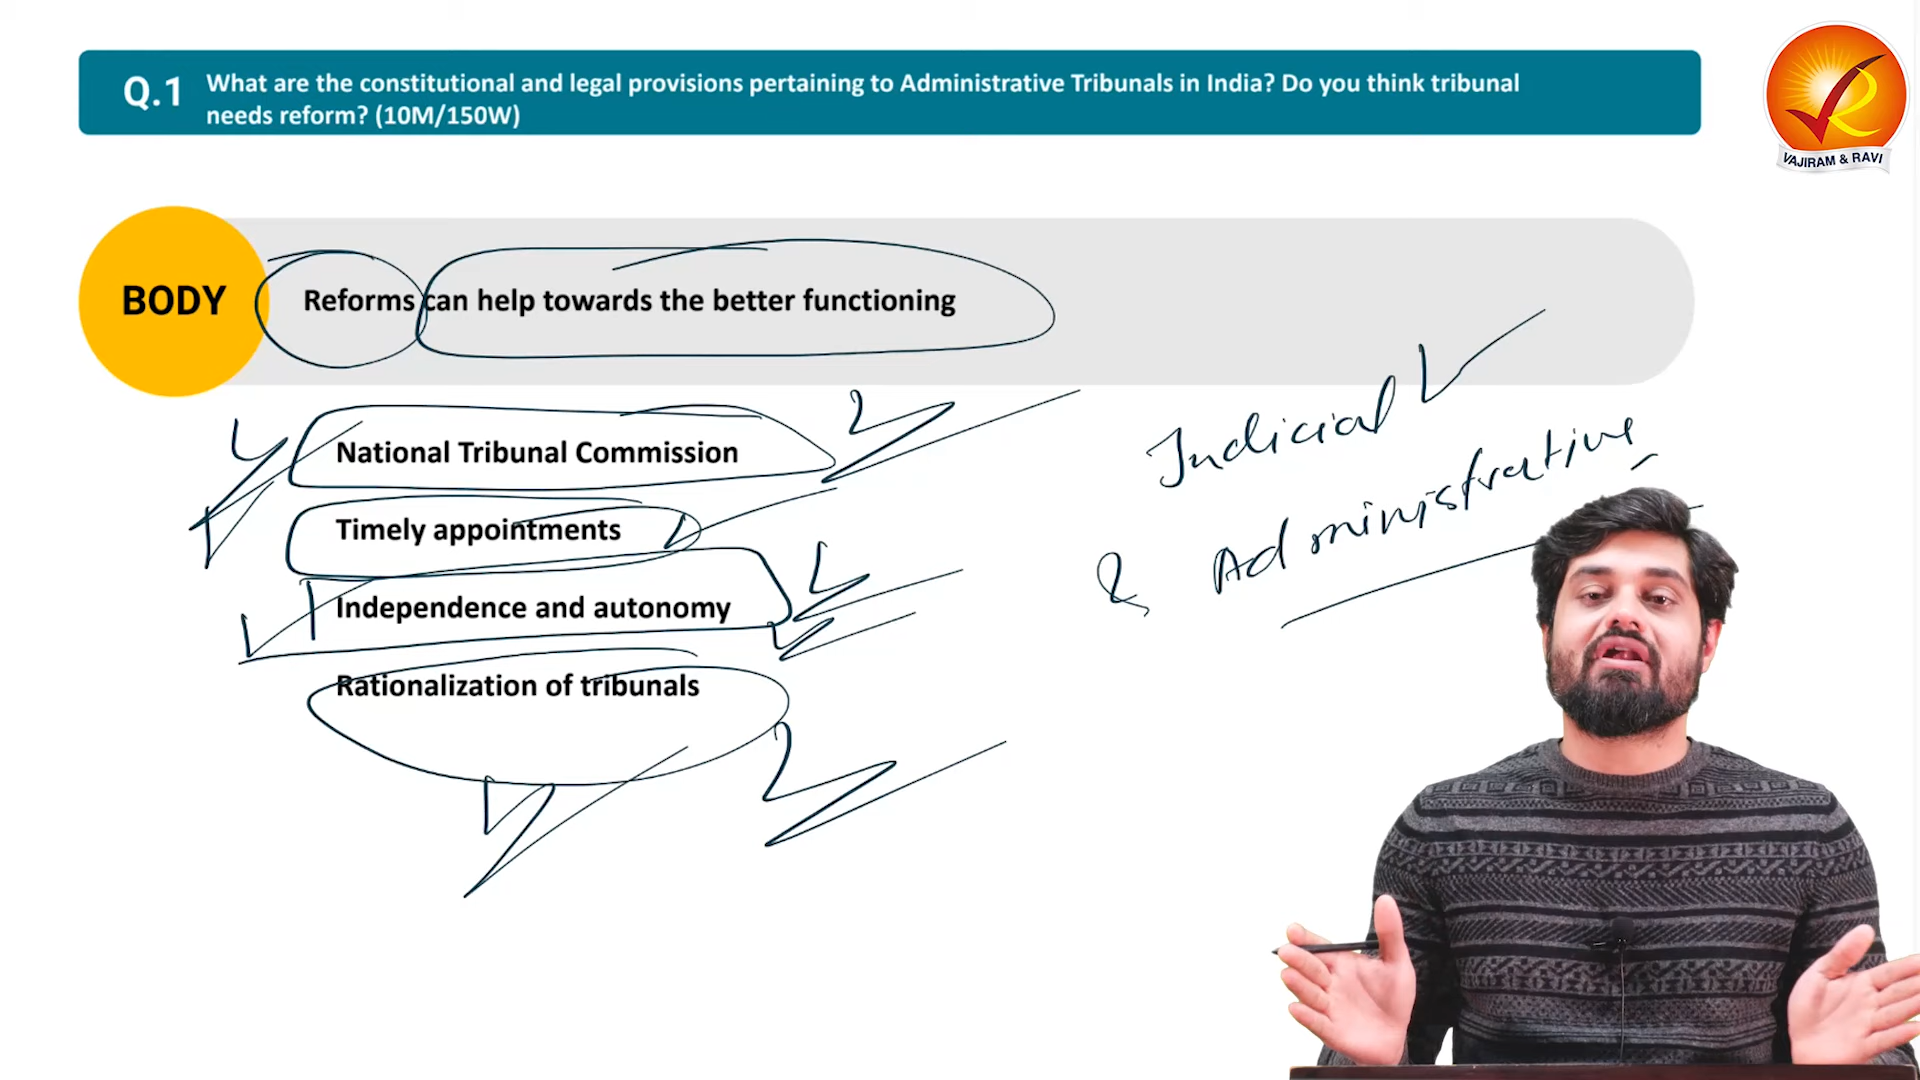 Q.1 What are the constitutional and legal provisions pertaining to Administrative Tribunals in India? Do you think tribunal
needs reform? (10M/150W)
VAJIRAM & RAVI
BODY
Reforms can help towards the better functioning
National Tribunal Commission
Timely appointments
Independence and autonomy
Rationalization of tribunals
Judicial
& Administrative